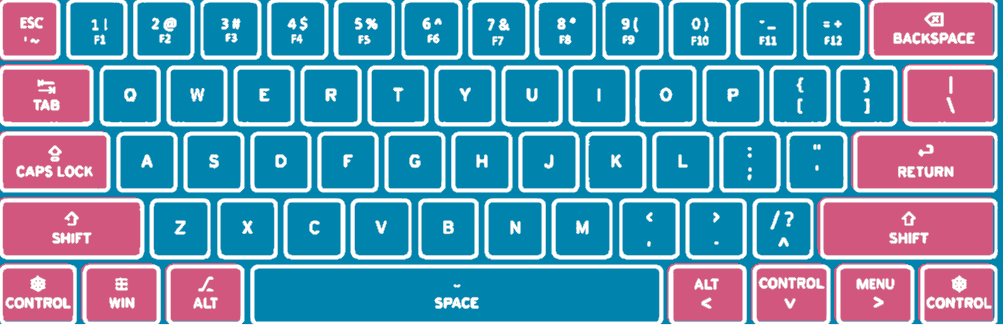 ESC 1 ! 2 @ 3 # 4 $ 5 % 6 ^ 7 & 8 * 9 ( 0 ) - _ = + ⌫
' ~ F1 F2 F3 F4 F5 F6 F7 F8 F9 F10 F11 F12 BACKSPACE
TAB Q W E R T Y U I O P { [ } ] | \
CAPS LOCK A S D F G H J K L : ; " ' RETURN
SHIFT Z X C V B N M < , > . / ? ^ SHIFT
CONTROL WIN ALT SPACE ALT < CONTROL v MENU > CONTROL